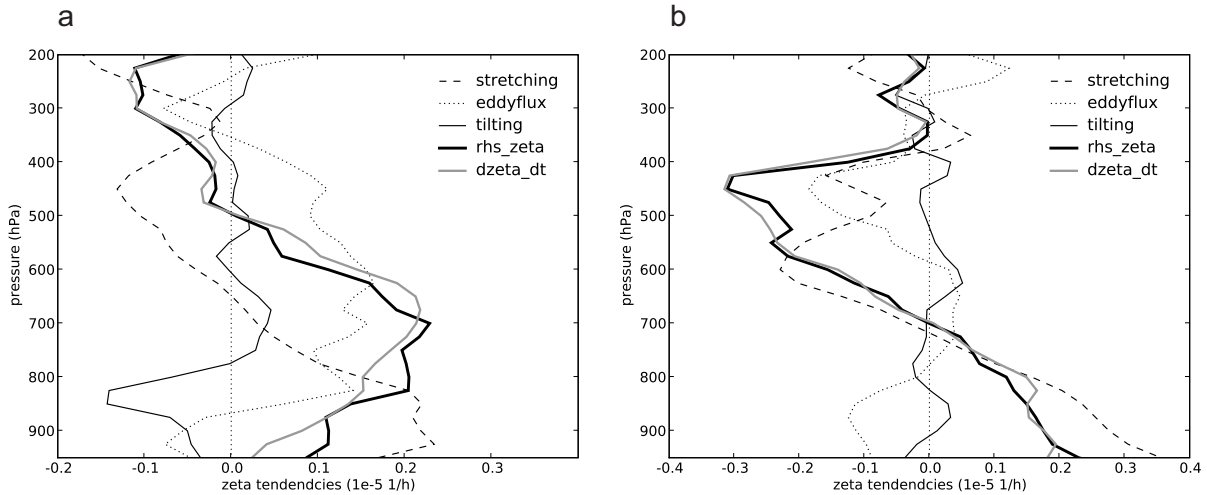 a
200
300
400
500
600
700
800
900
pressure (hPa)
-0.2
-0.1
0.0
0.1
0.2
0.3
zeta tendendcies (1e-5 1/h)
stretching
eddyflux
tilting
rhs_zeta
dzeta_dt
b
200
300
400
500
600
700
800
900
pressure (hPa)
-0.4
-0.3
-0.2
-0.1
0.0
0.1
0.2
0.3
0.4
zeta tendendcies (1e-5 1/h)
stretching
eddyflux
tilting
rhs_zeta
dzeta_dt